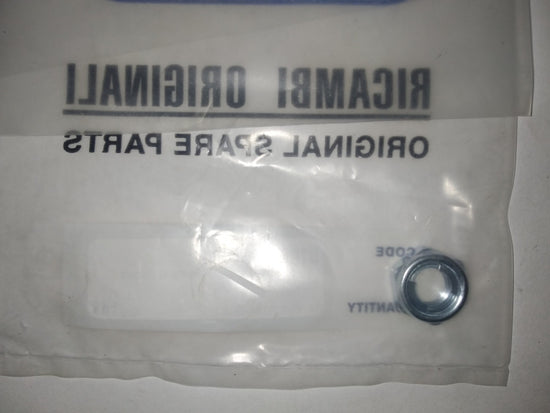 RICAMBI ORIGINALI
ORIGINAL SPARE PARTS
CODE
QUANTITY